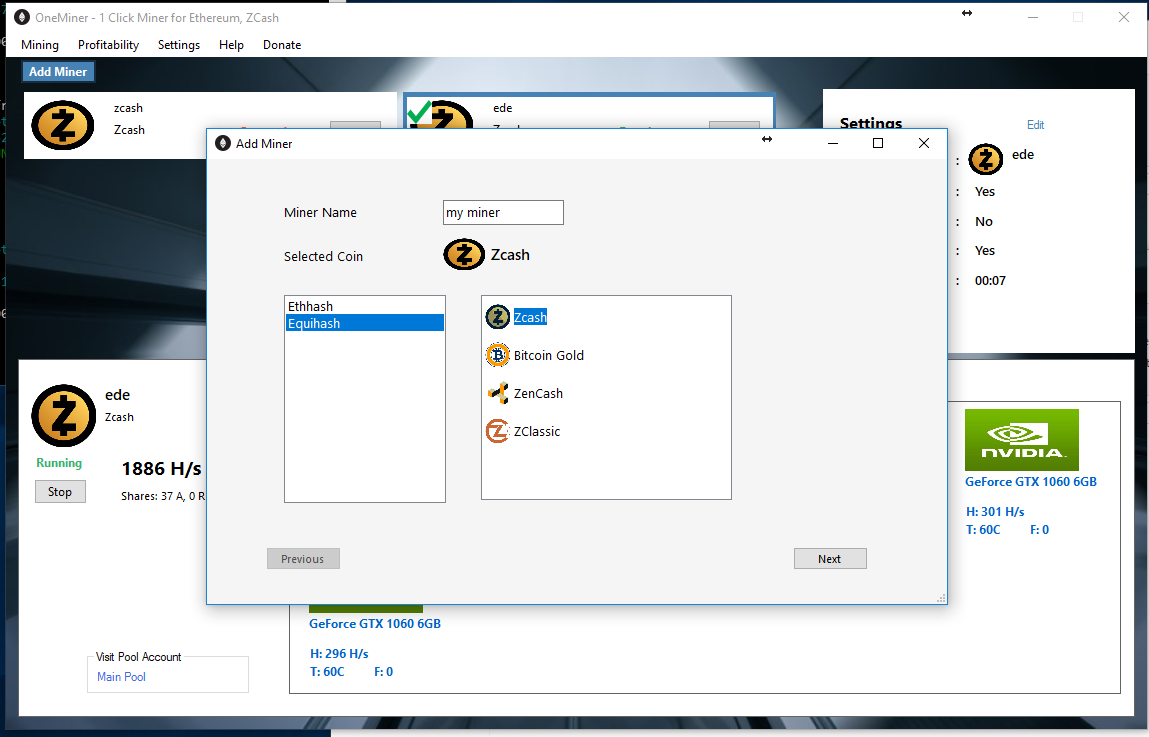 OneMiner - 1 Click Miner for Ethereum, ZCash
Mining Profitability Settings Help Donate
Add Miner
zcash
Zcash
ede
Settings
Edit
: ede
: Yes
: No
: Yes
: 00:07
Add Miner
Miner Name
my miner
Selected Coin
Zcash
Ethhash
Equihash
Zcash
Bitcoin Gold
ZenCash
ZClassic
Previous
Next
ede
Zcash
Running
1886 H/s
Stop
Shares: 37 A, 0 R
NVIDIA.
GeForce GTX 1060 6GB
H: 301 H/s
T: 60C F: 0
GeForce GTX 1060 6GB
H: 296 H/s
T: 60C F: 0
Visit Pool Account
Main Pool